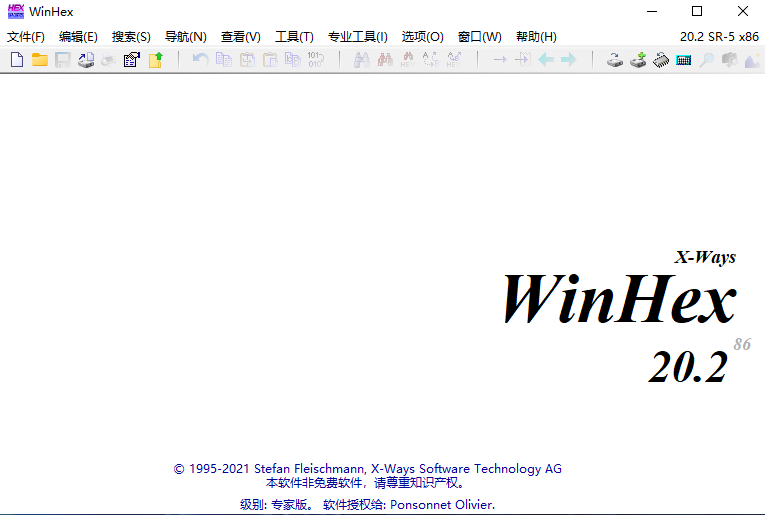 WinHex
文件(F) 编辑(E) 搜索(S) 导航(N) 查看(V) 工具(T) 专业工具(I) 选项(O) 窗口(W) 帮助(H) 20.2 SR-5 x86
X-Ways
WinHex
86
20.2
© 1995-2021 Stefan Fleischmann, X-Ways Software Technology AG
本软件非免费软件，请尊重知识产权。
级别: 专家版。 软件授权给: Ponsonnet Olivier.